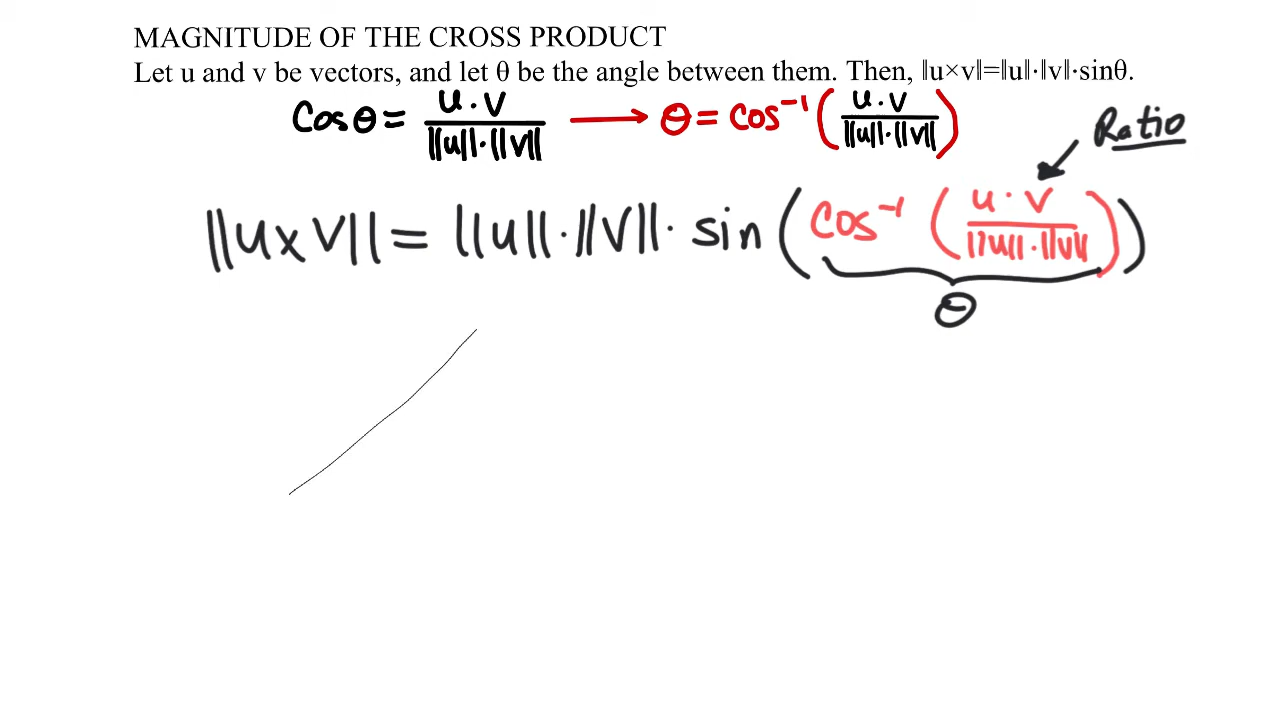 MAGNITUDE OF THE CROSS PRODUCT
Let u and v be vectors, and let θ be the angle between them. Then, ‖u×v‖=‖u‖·‖v‖·sinθ.
Cos θ = u · v / ||u||·||v|| → θ = cos⁻¹ ( u · v / ||u||·||v|| )
Ratio
||u x v|| = ||u||·||v||· sin ( cos⁻¹ ( u · v / ||u||·||v|| ) )
θ